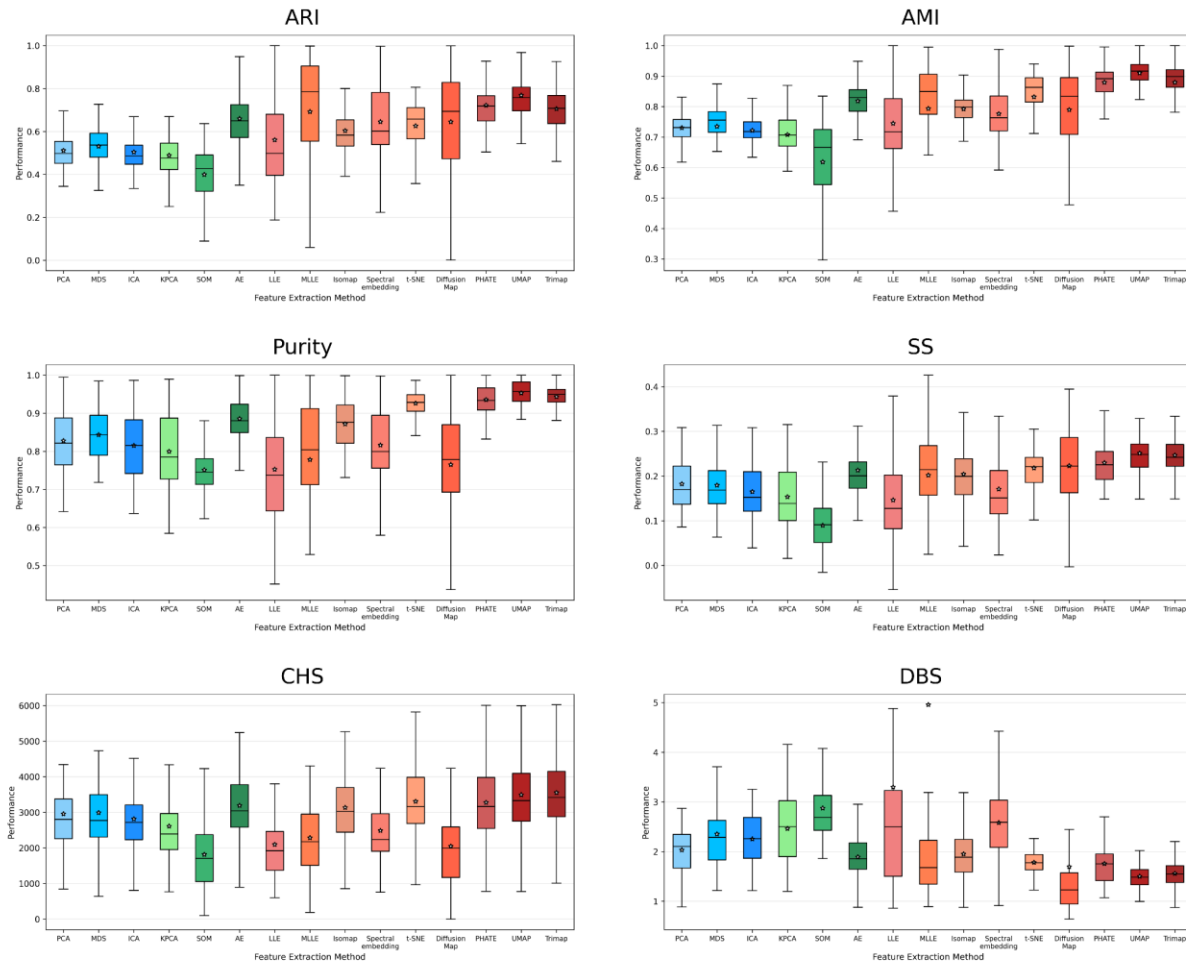 ARI
Performance
1.0
0.8
0.6
0.4
0.2
0.0
PCA MDS ICA KPCA SOM AE LLE MLLE Isomap Spectral embedding t-SNE Diffusion Map PHATE UMAP Trimap
Feature Extraction Method
AMI
Performance
1.0
0.9
0.8
0.7
0.6
0.5
0.4
0.3
PCA MDS ICA KPCA SOM AE LLE MLLE Isomap Spectral embedding t-SNE Diffusion Map PHATE UMAP Trimap
Feature Extraction Method
Purity
Performance
1.0
0.9
0.8
0.7
0.6
0.5
PCA MDS ICA KPCA SOM AE LLE MLLE Isomap Spectral embedding t-SNE Diffusion Map PHATE UMAP Trimap
Feature Extraction Method
SS
Performance
0.4
0.3
0.2
0.1
0.0
PCA MDS ICA KPCA SOM AE LLE MLLE Isomap Spectral embedding t-SNE Diffusion Map PHATE UMAP Trimap
Feature Extraction Method
CHS
Performance
6000
5000
4000
3000
2000
1000
0
PCA MDS ICA KPCA SOM AE LLE MLLE Isomap Spectral embedding t-SNE Diffusion Map PHATE UMAP Trimap
Feature Extraction Method
DBS
Performance
5
4
3
2
1
PCA MDS ICA KPCA SOM AE LLE MLLE Isomap Spectral embedding t-SNE Diffusion Map PHATE UMAP Trimap
Feature Extraction Method